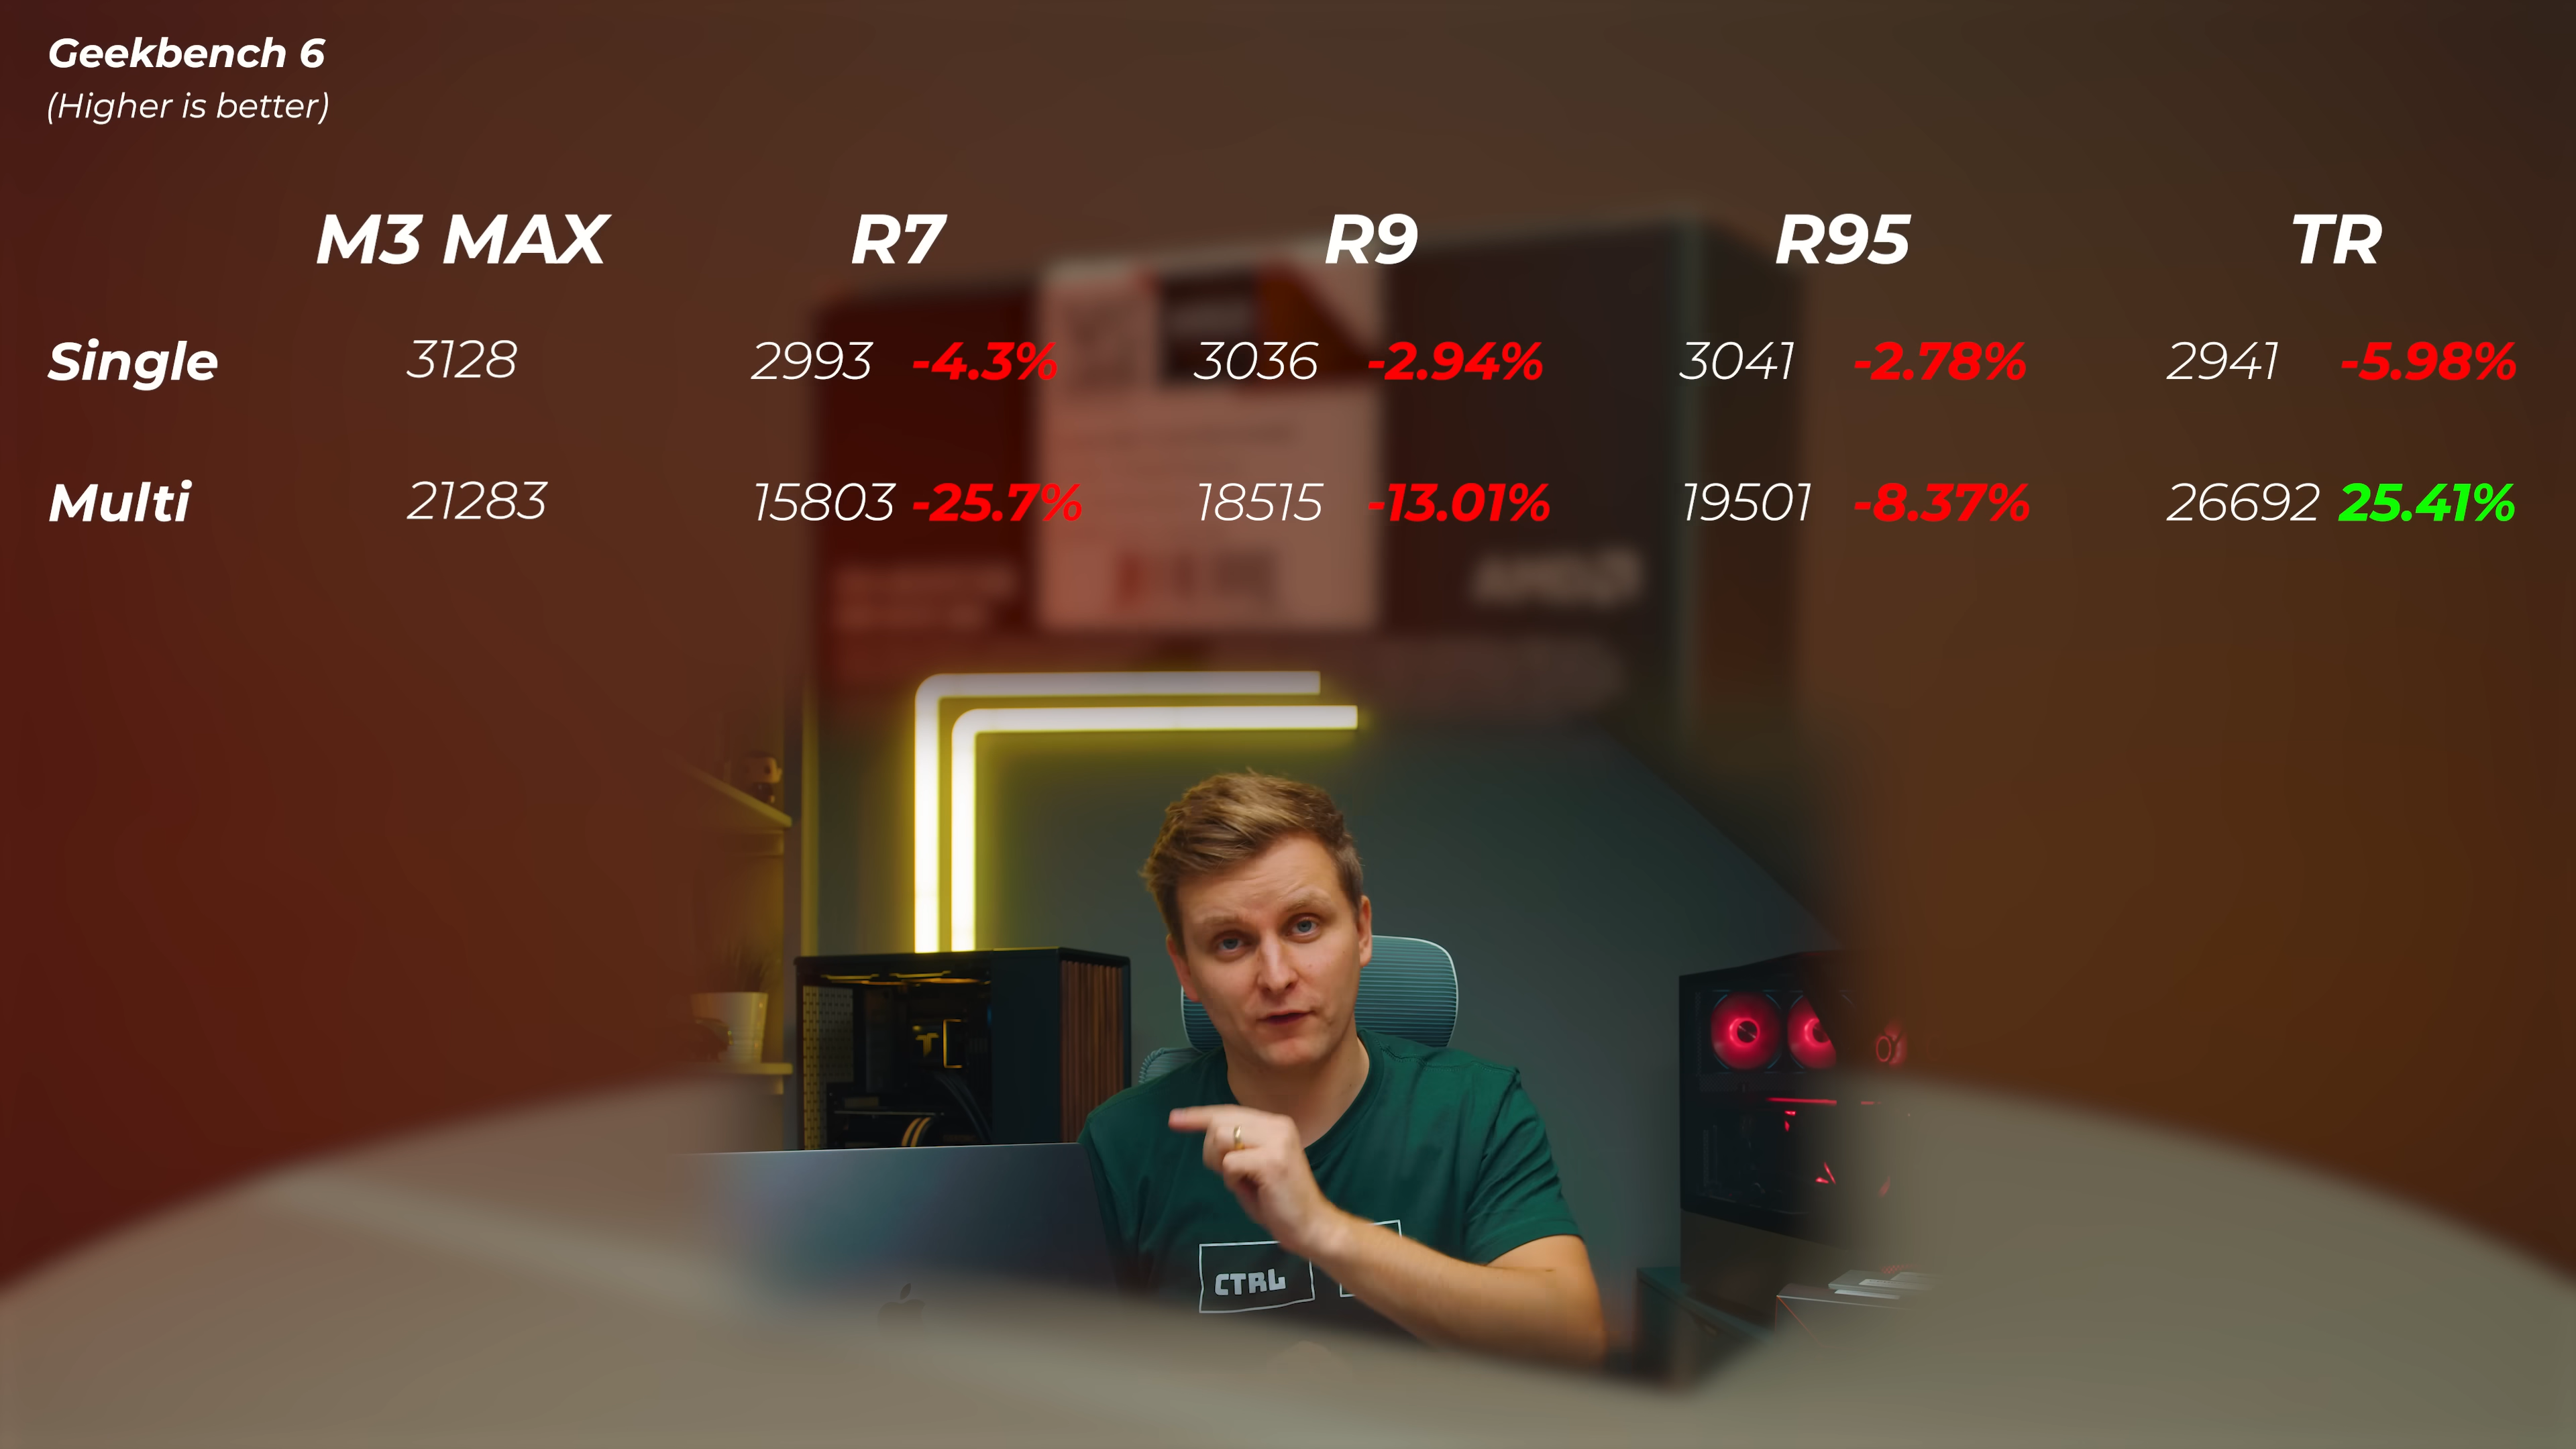 Geekbench 6
(Higher is better)
M3 MAX R7 R9 R95 TR
Single 3128 2993 -4.3% 3036 -2.94% 3041 -2.78% 2941 -5.98%
Multi 21283 15803 -25.7% 18515 -13.01% 19501 -8.37% 26692 25.41%
AMD
CTRL